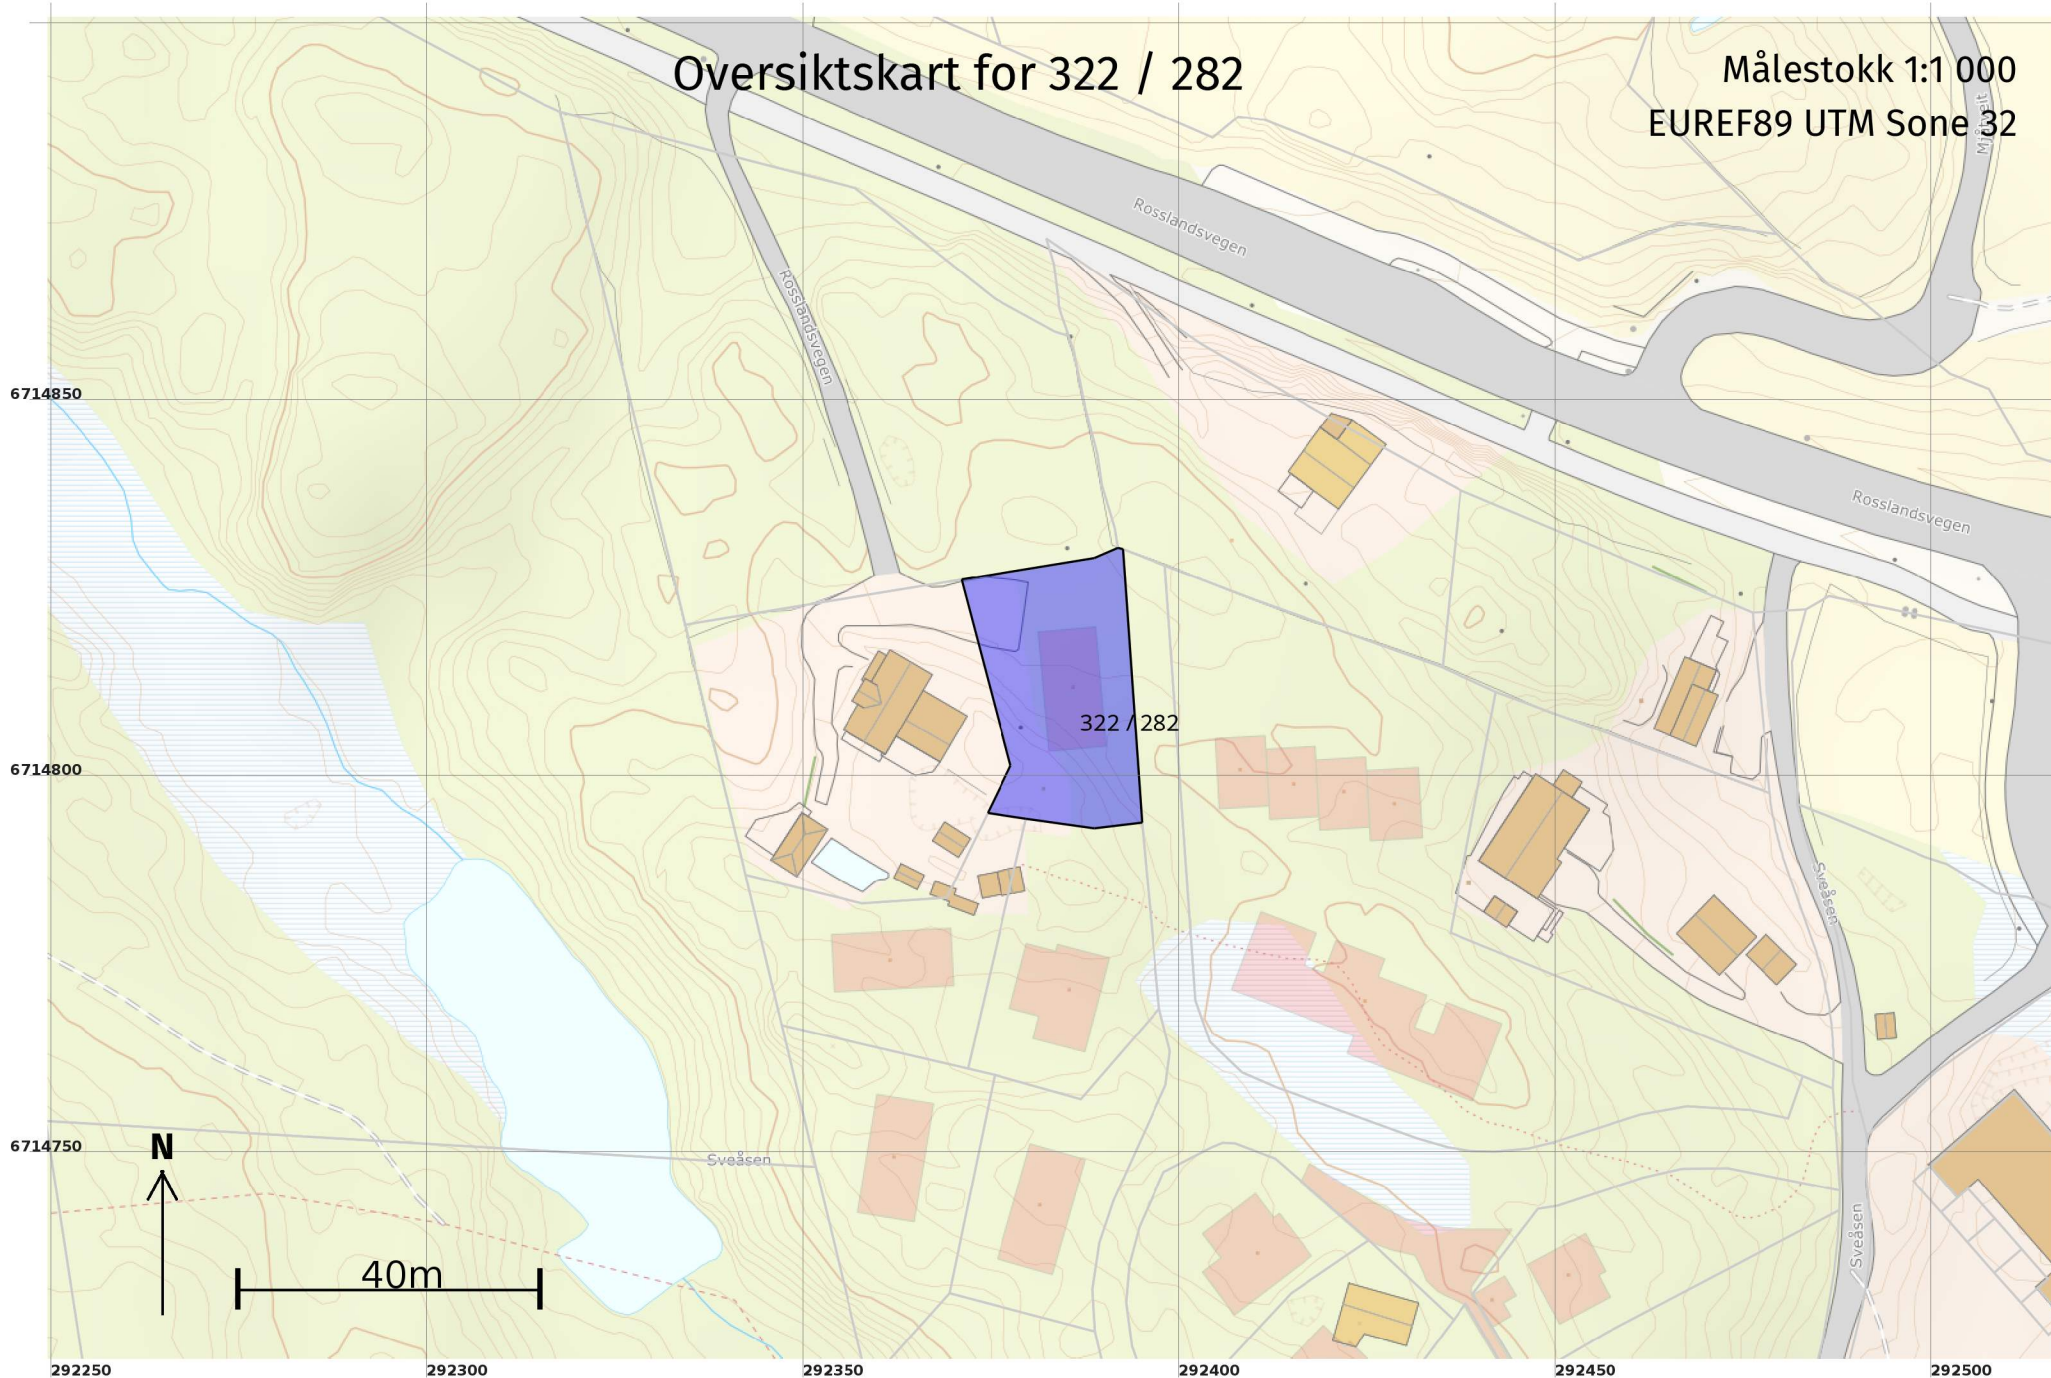 Oversiktskart for 322 / 282
Målestokk 1:1 000
EUREF89 UTM Sone 32
Rosslandsvegen
Rosslandsvegen
6714850
Rosslandsvegen
322 / 282
6714800
Sveåsen
6714750
N
Sveåsen
Sveåsen
40m
292250
292300
292350
292400
292450
292500